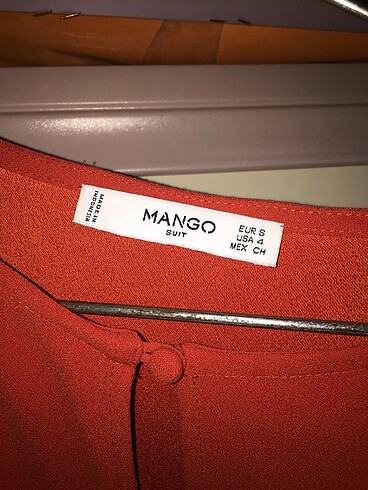 MADE IN
INDONESIA
MANGO
SUIT
EUR S
USA 4
MEX CH